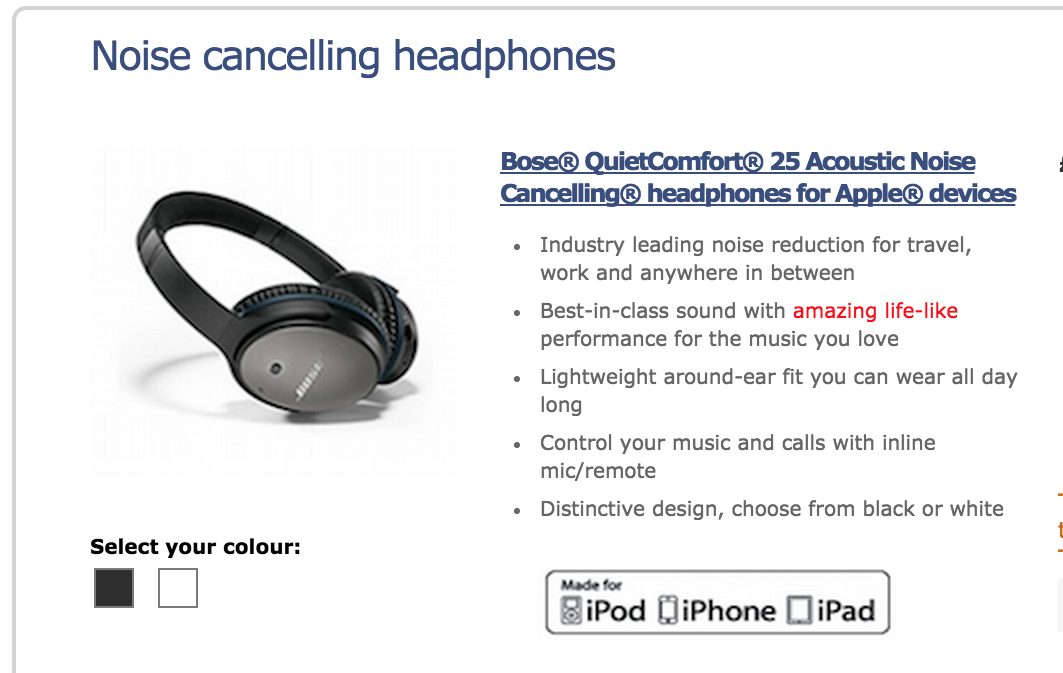 Noise cancelling headphones
Bose® QuietComfort® 25 Acoustic Noise
Cancelling® headphones for Apple® devices
• Industry leading noise reduction for travel,
work and anywhere in between
• Best-in-class sound with amazing life-like
performance for the music you love
• Lightweight around-ear fit you can wear all day
long
• Control your music and calls with inline
mic/remote
• Distinctive design, choose from black or white
BOSE
Select your colour:
Made for
iPod iPhone iPad